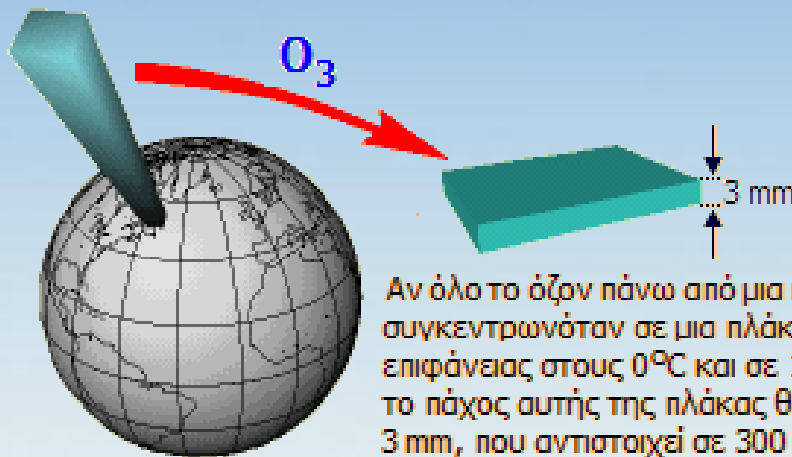 O3
3 mm
Αν όλο το όζον πάνω από μια
συγκεντρωνόταν σε μια πλάκ
επιφάνειας στους 0°C και σε
το πάχος αυτής της πλάκας θ
3 mm, που αντιστοιχεί σε 300